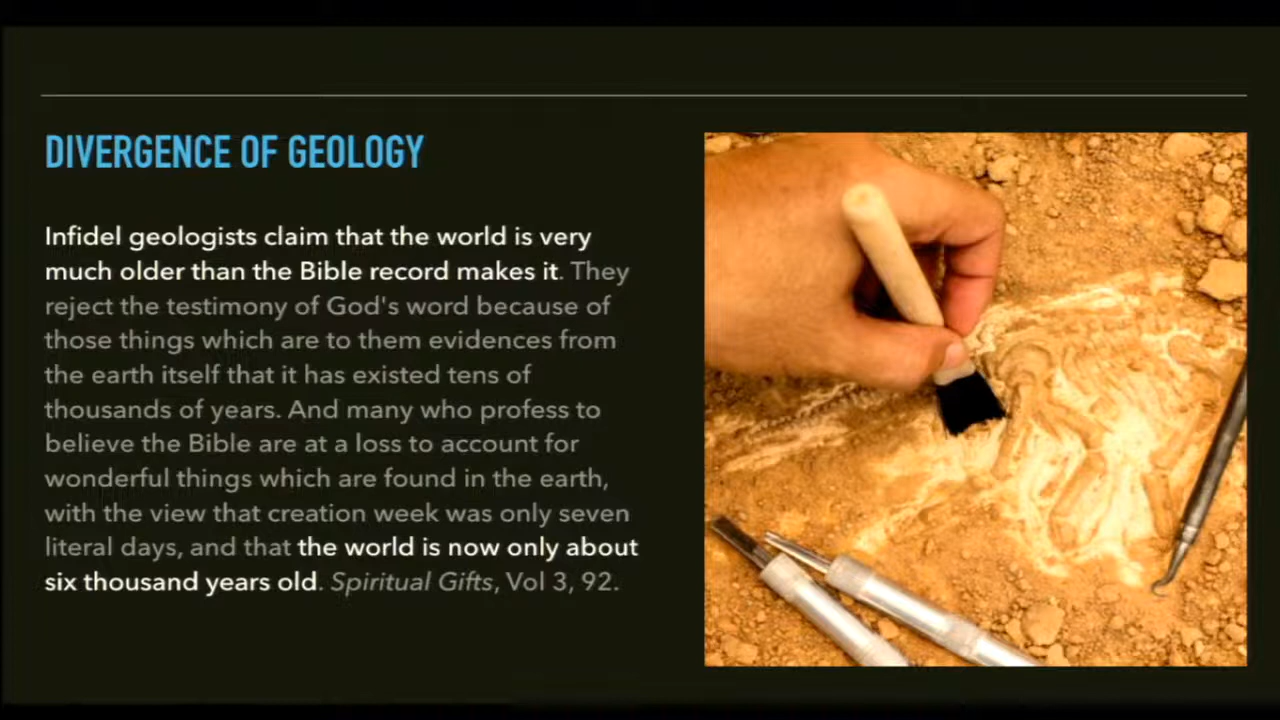 DIVERGENCE OF GEOLOGY
Infidel geologists claim that the world is very
much older than the Bible record makes it. They
reject the testimony of God's word because of
those things which are to them evidences from
the earth itself that it has existed tens of
thousands of years. And many who profess to
believe the Bible are at a loss to account for
wonderful things which are found in the earth,
with the view that creation week was only seven
literal days, and that the world is now only about
six thousand years old. Spiritual Gifts, Vol 3, 92.